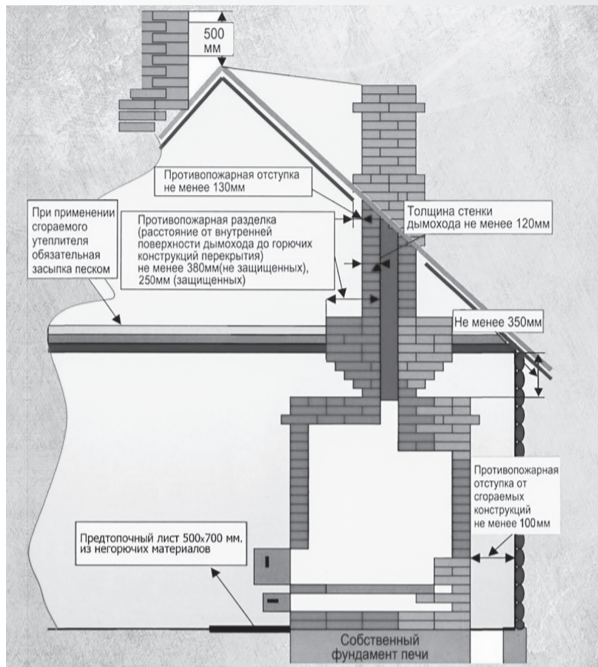 500
мм
Противопожарная отступка
не менее 130мм
При применении
сгораемого
утеплителя
обязательная
засыпка песком
Противопожарная разделка
(расстояние от внутренней
поверхности дымохода до горючих
конструкций перекрытия)
не менее 380мм(не защищенных),
250мм (защищенных)
Толщина стенки
дымохода не менее 120мм
Не менее 350мм
Противопожарная
отступка от
сгораемых
конструкций
не менее 100мм
Предтопочный лист 500х700 мм.
из негорючих материалов
Собственный
фундамент печи